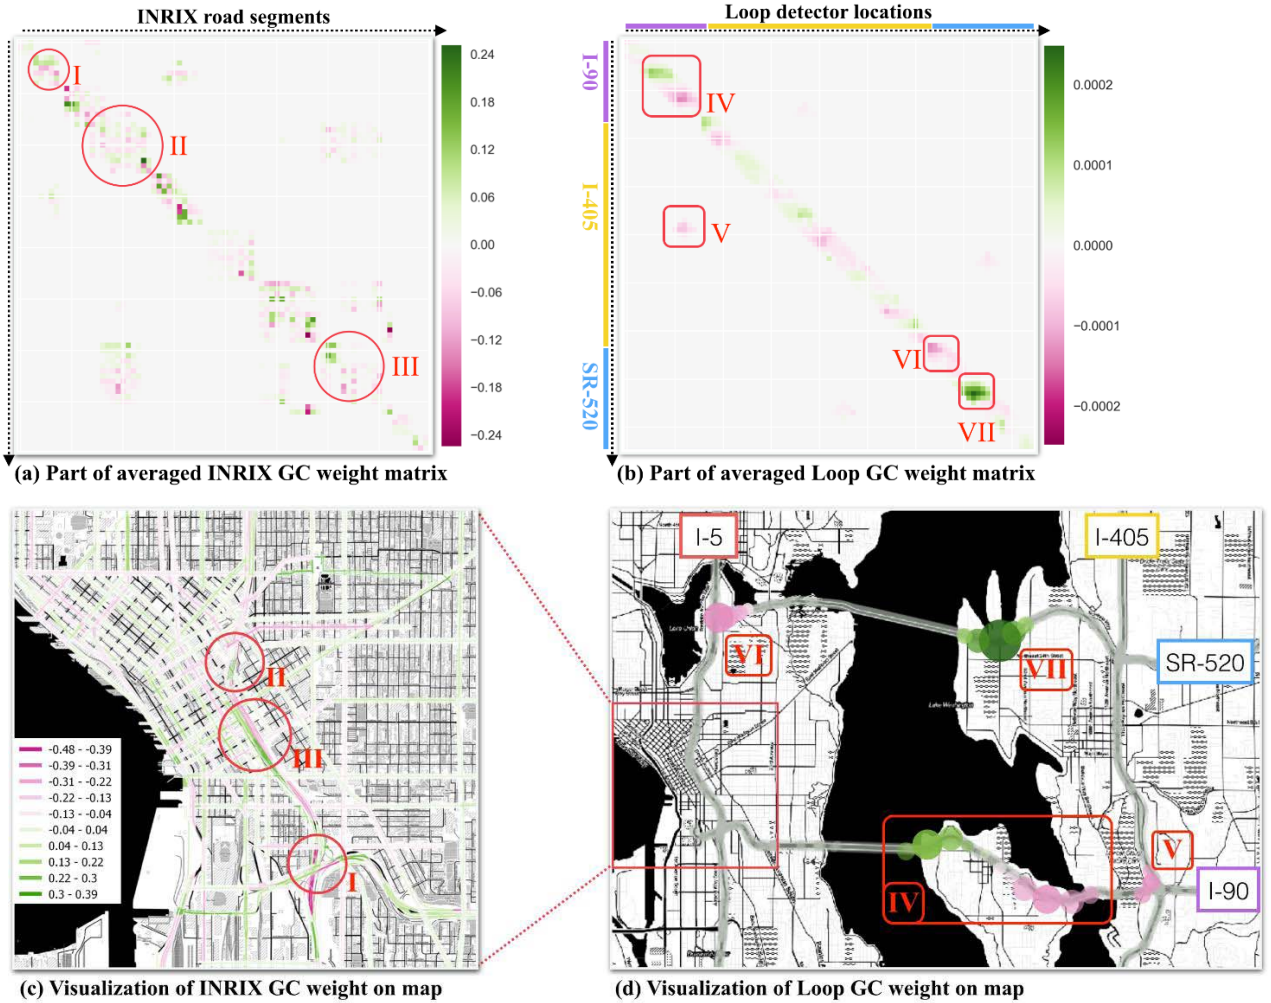 INRIX road segments
0.24
0.18
0.12
0.06
0.00
−0.06
−0.12
−0.18
−0.24
I
II
III
(a) Part of averaged INRIX GC weight matrix
Loop detector locations
I-90
I-405
SR-520
0.0002
0.0001
0.0000
−0.0001
−0.0002
IV
V
VI
VII
(b) Part of averaged Loop GC weight matrix
II
III
I
-0.48 - -0.39
-0.39 - -0.31
-0.31 - -0.22
-0.22 - -0.13
-0.13 - -0.04
-0.04 - 0.04
0.04 - 0.13
0.13 - 0.22
0.22 - 0.3
0.3 - 0.39
(c) Visualization of INRIX GC weight on map
I-5
I-405
VI
VII
SR-520
Lake Washington
V
IV
I-90
(d) Visualization of Loop GC weight on map